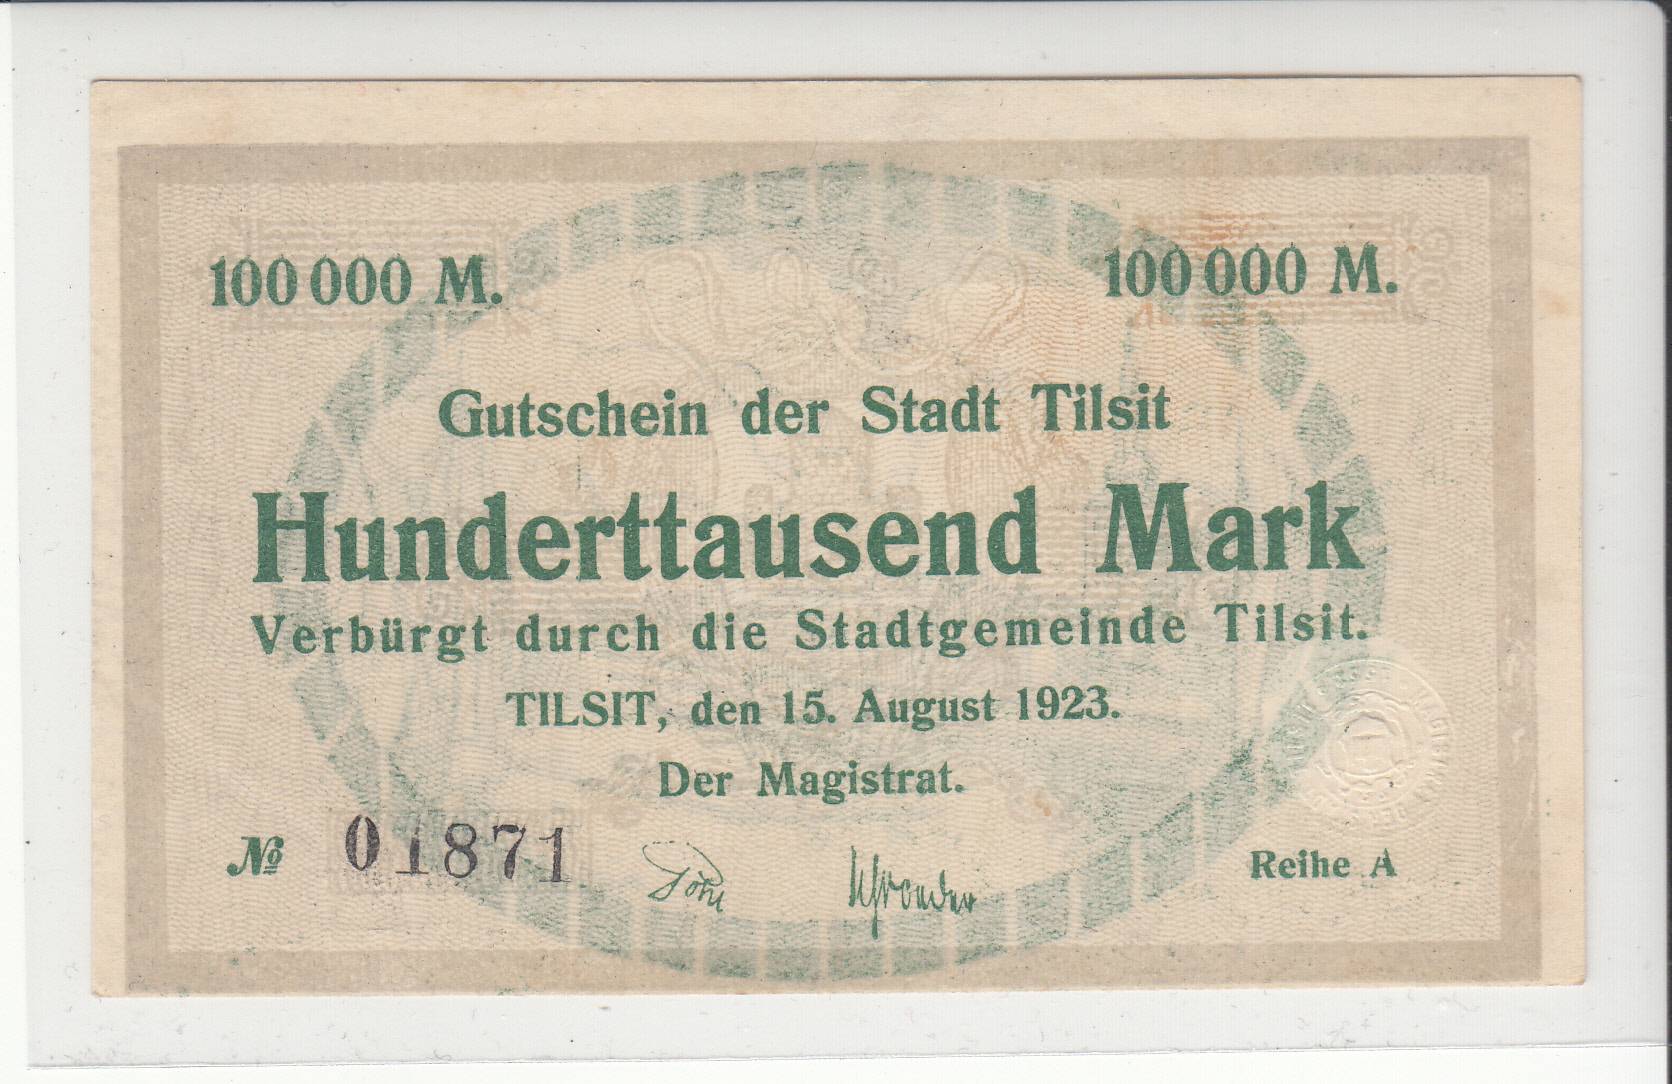 100 000 M. 100 000 M.
Gutschein der Stadt Tilsit
Hunderttausend Mark
Verbürgt durch die Stadtgemeinde Tilsit.
TILSIT, den 15. August 1923.
Der Magistrat.
№ 01871
Reihe A